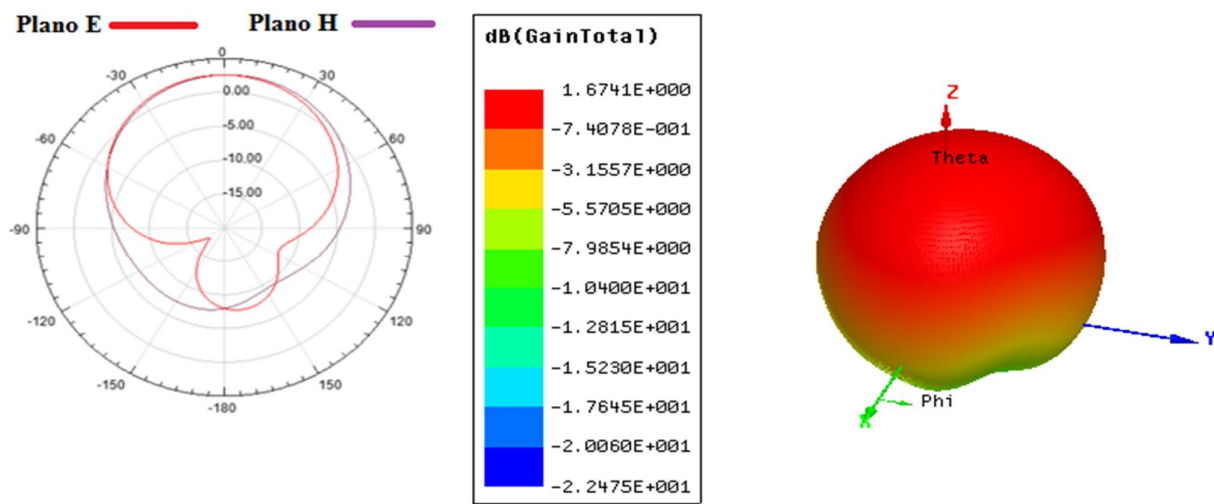 Plano E
Plano H
0
-30
30
0.00
-5.00
-60
60
-10.00
-15.00
-90
90
-120
120
-150
150
-180
dB(GainTotal)
1.6741E+000
-7.4078E-001
-3.1557E+000
-5.5705E+000
-7.9854E+000
-1.0400E+001
-1.2815E+001
-1.5230E+001
-1.7645E+001
-2.0060E+001
-2.2475E+001
Z
Theta
Y
X
Phi